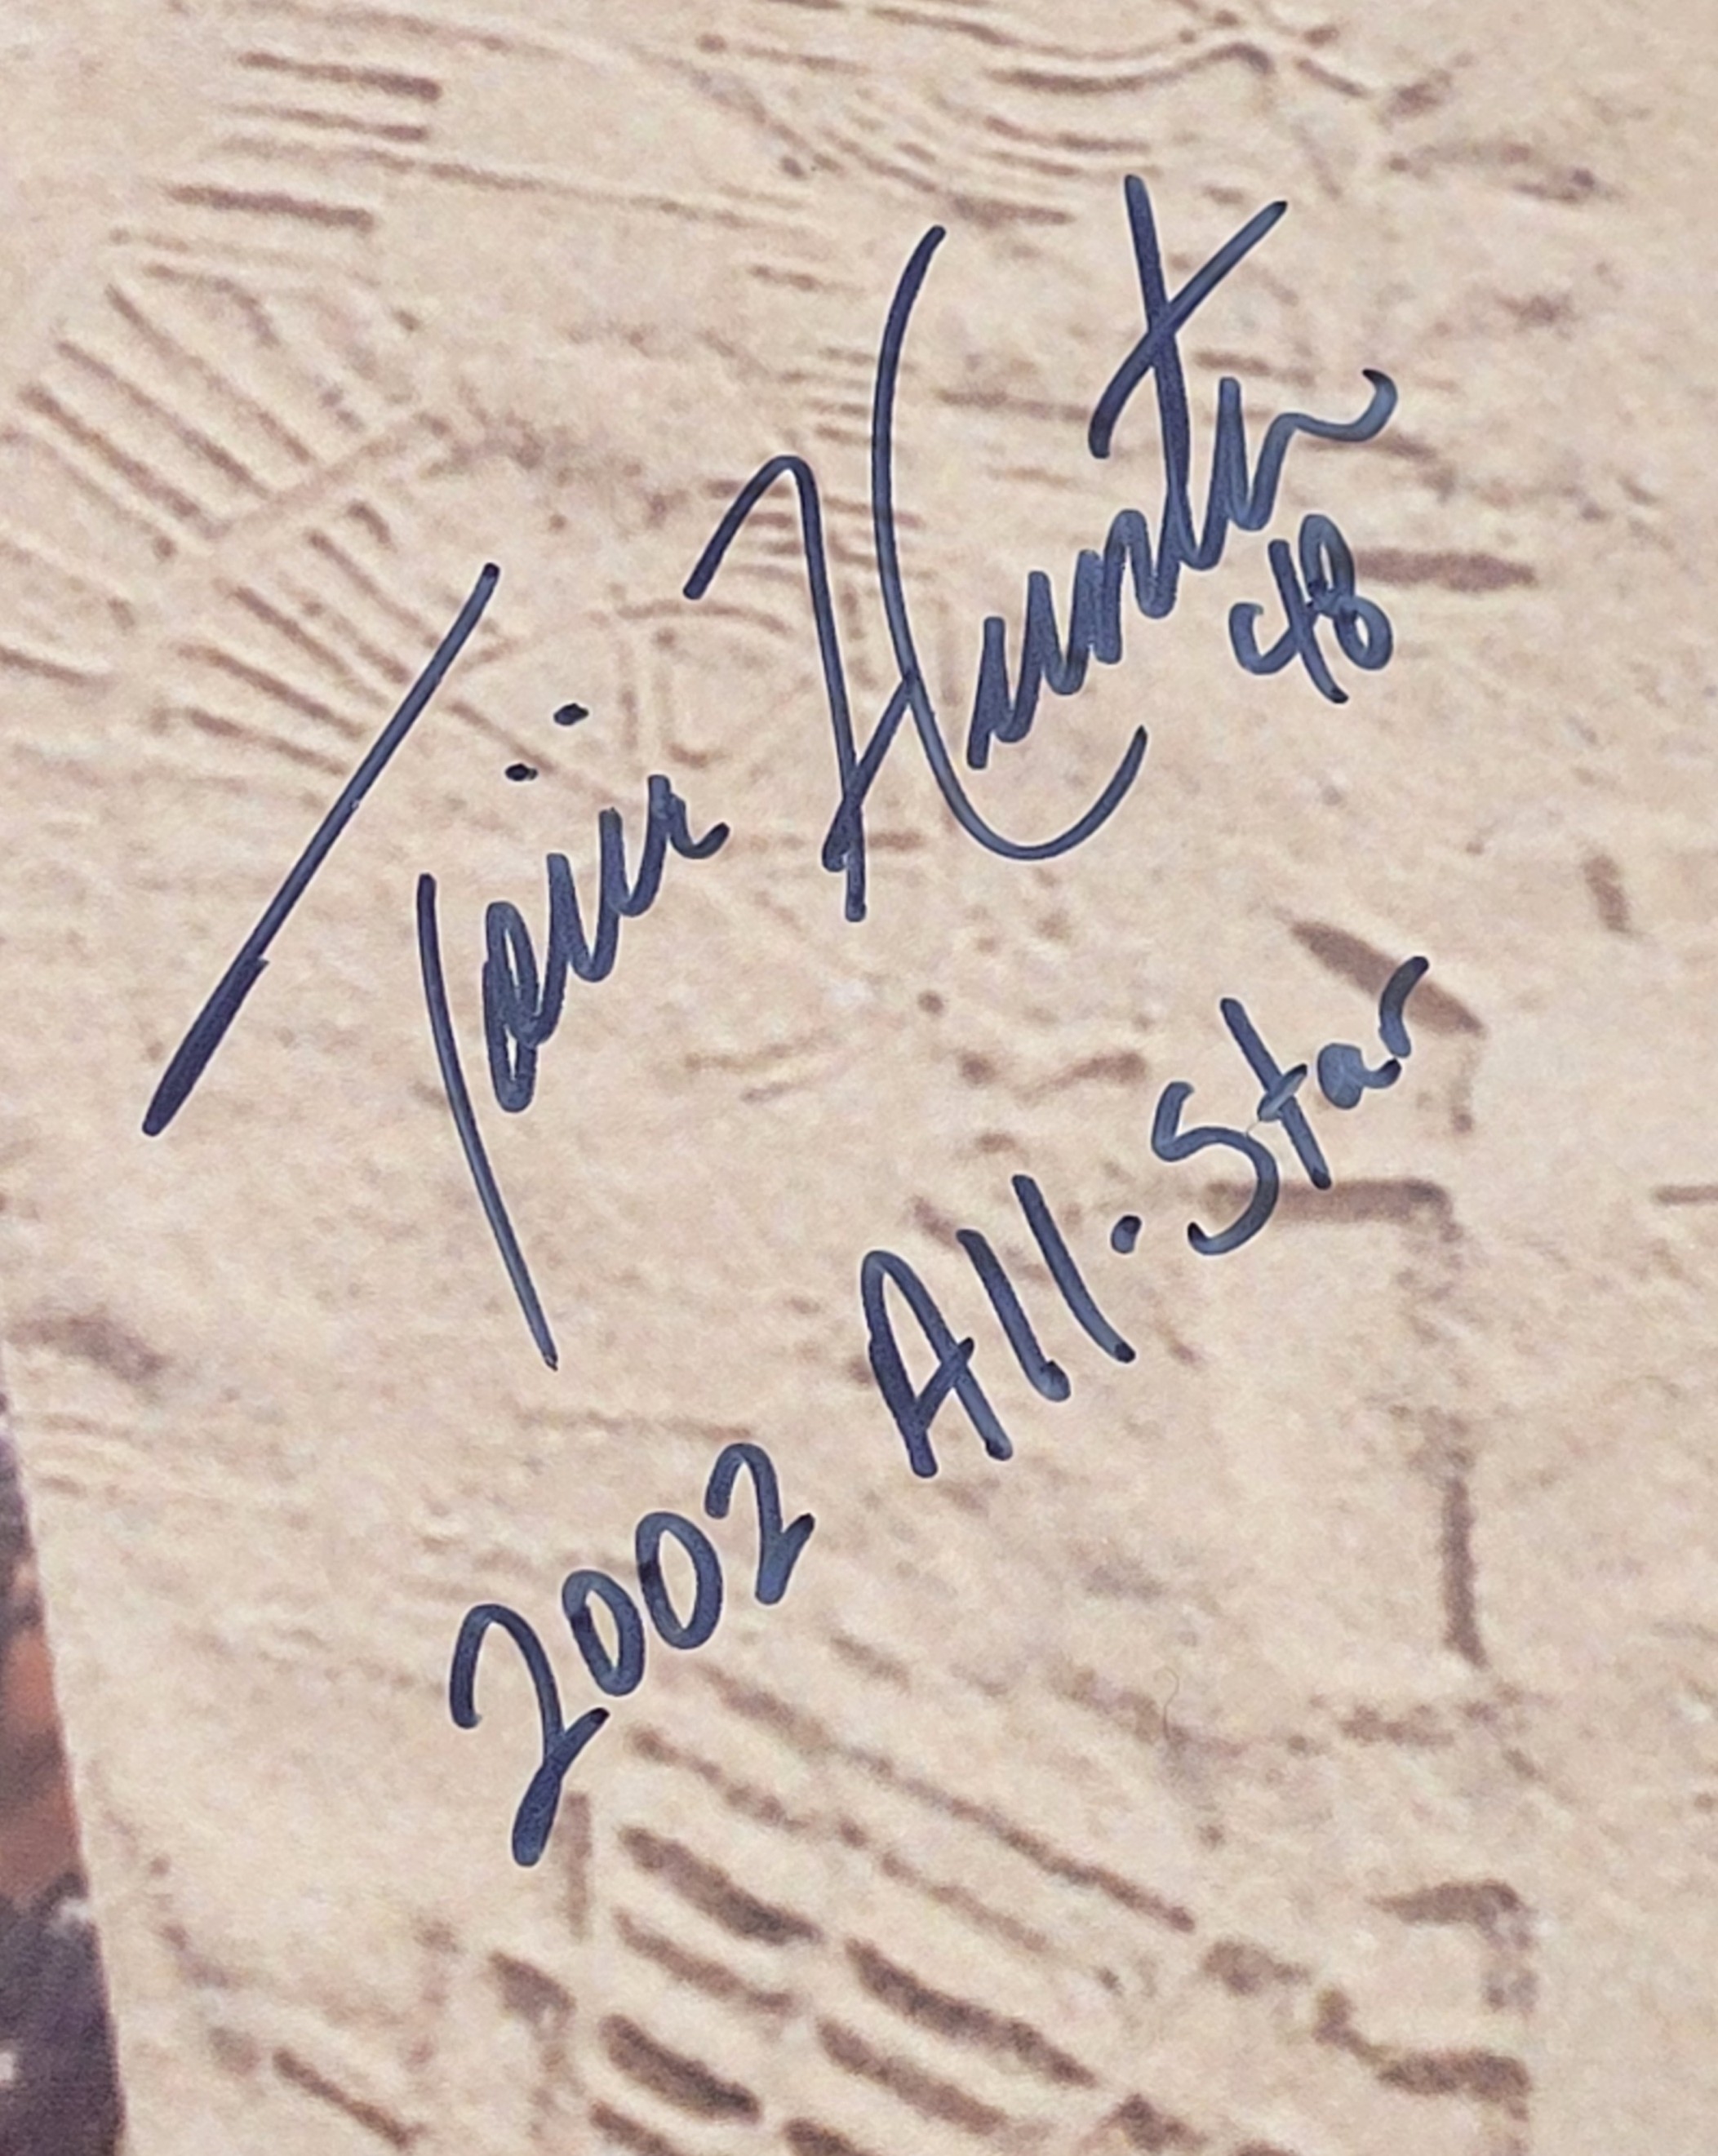 Torii Hunter 48
2002 All-Star